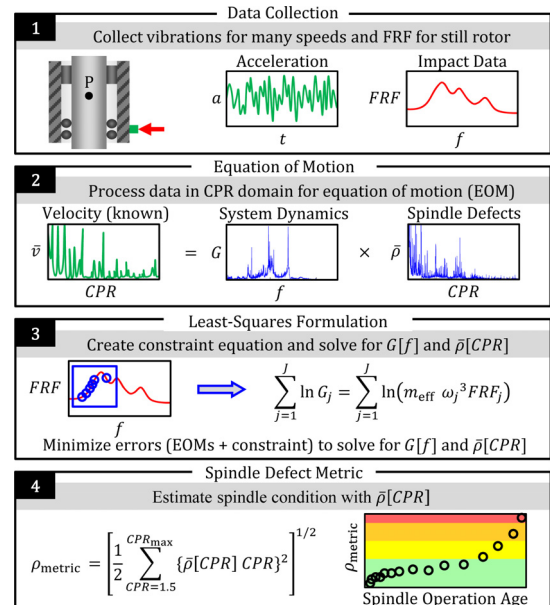 Data Collection
1
Collect vibrations for many speeds and FRF for still rotor
P
Acceleration
a
t
Impact Data
FRF
f
Equation of Motion
2
Process data in CPR domain for equation of motion (EOM)
Velocity (known)
System Dynamics
Spindle Defects
v̄ = G × ρ̄
CPR
f
CPR
Least-Squares Formulation
3
Create constraint equation and solve for G[f] and ρ̄[CPR]
FRF
f
∑_{j=1}^{J} ln G_j = ∑_{j=1}^{J} ln(m_eff ω_j³ FRF_j)
Minimize errors (EOMs + constraint) to solve for G[f] and ρ̄[CPR]
Spindle Defect Metric
4
Estimate spindle condition with ρ̄[CPR]
ρ_metric = [1/2 ∑_{CPR=1.5}^{CPR_max} {ρ̄[CPR] CPR}²]^{1/2}
ρ_metric
Spindle Operation Age